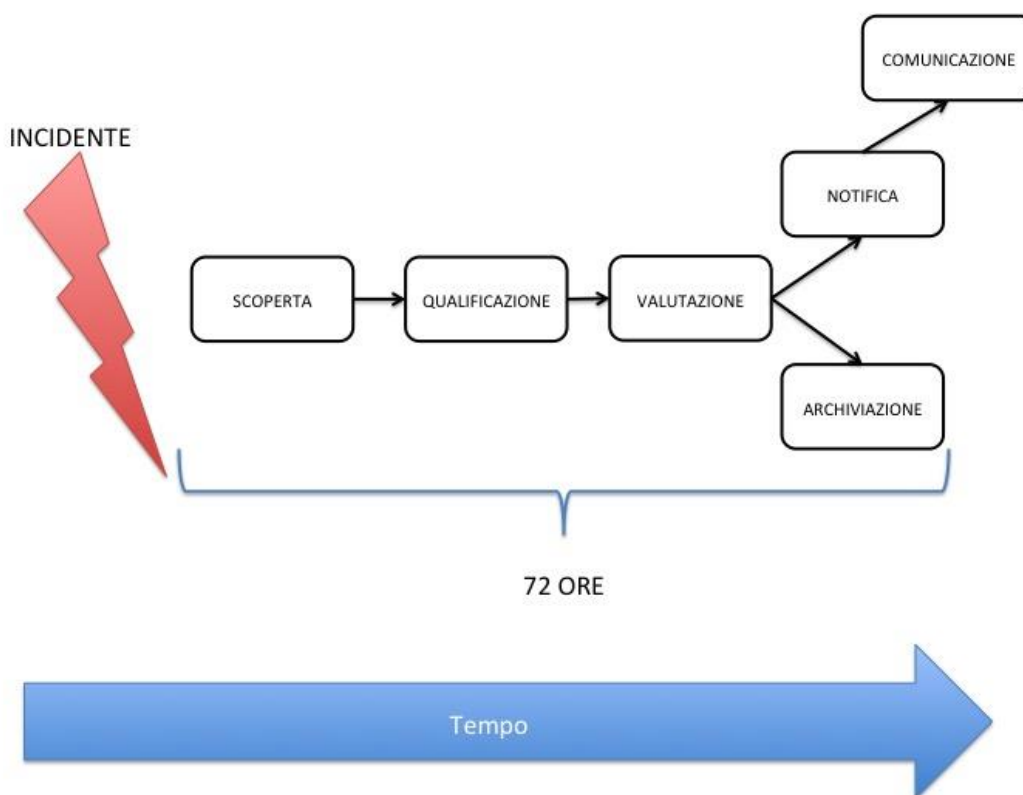 COMUNICAZIONE
INCIDENTE
NOTIFICA
SCOPERTA
QUALIFICAZIONE
VALUTAZIONE
ARCHIVIAZIONE
72 ORE
Tempo